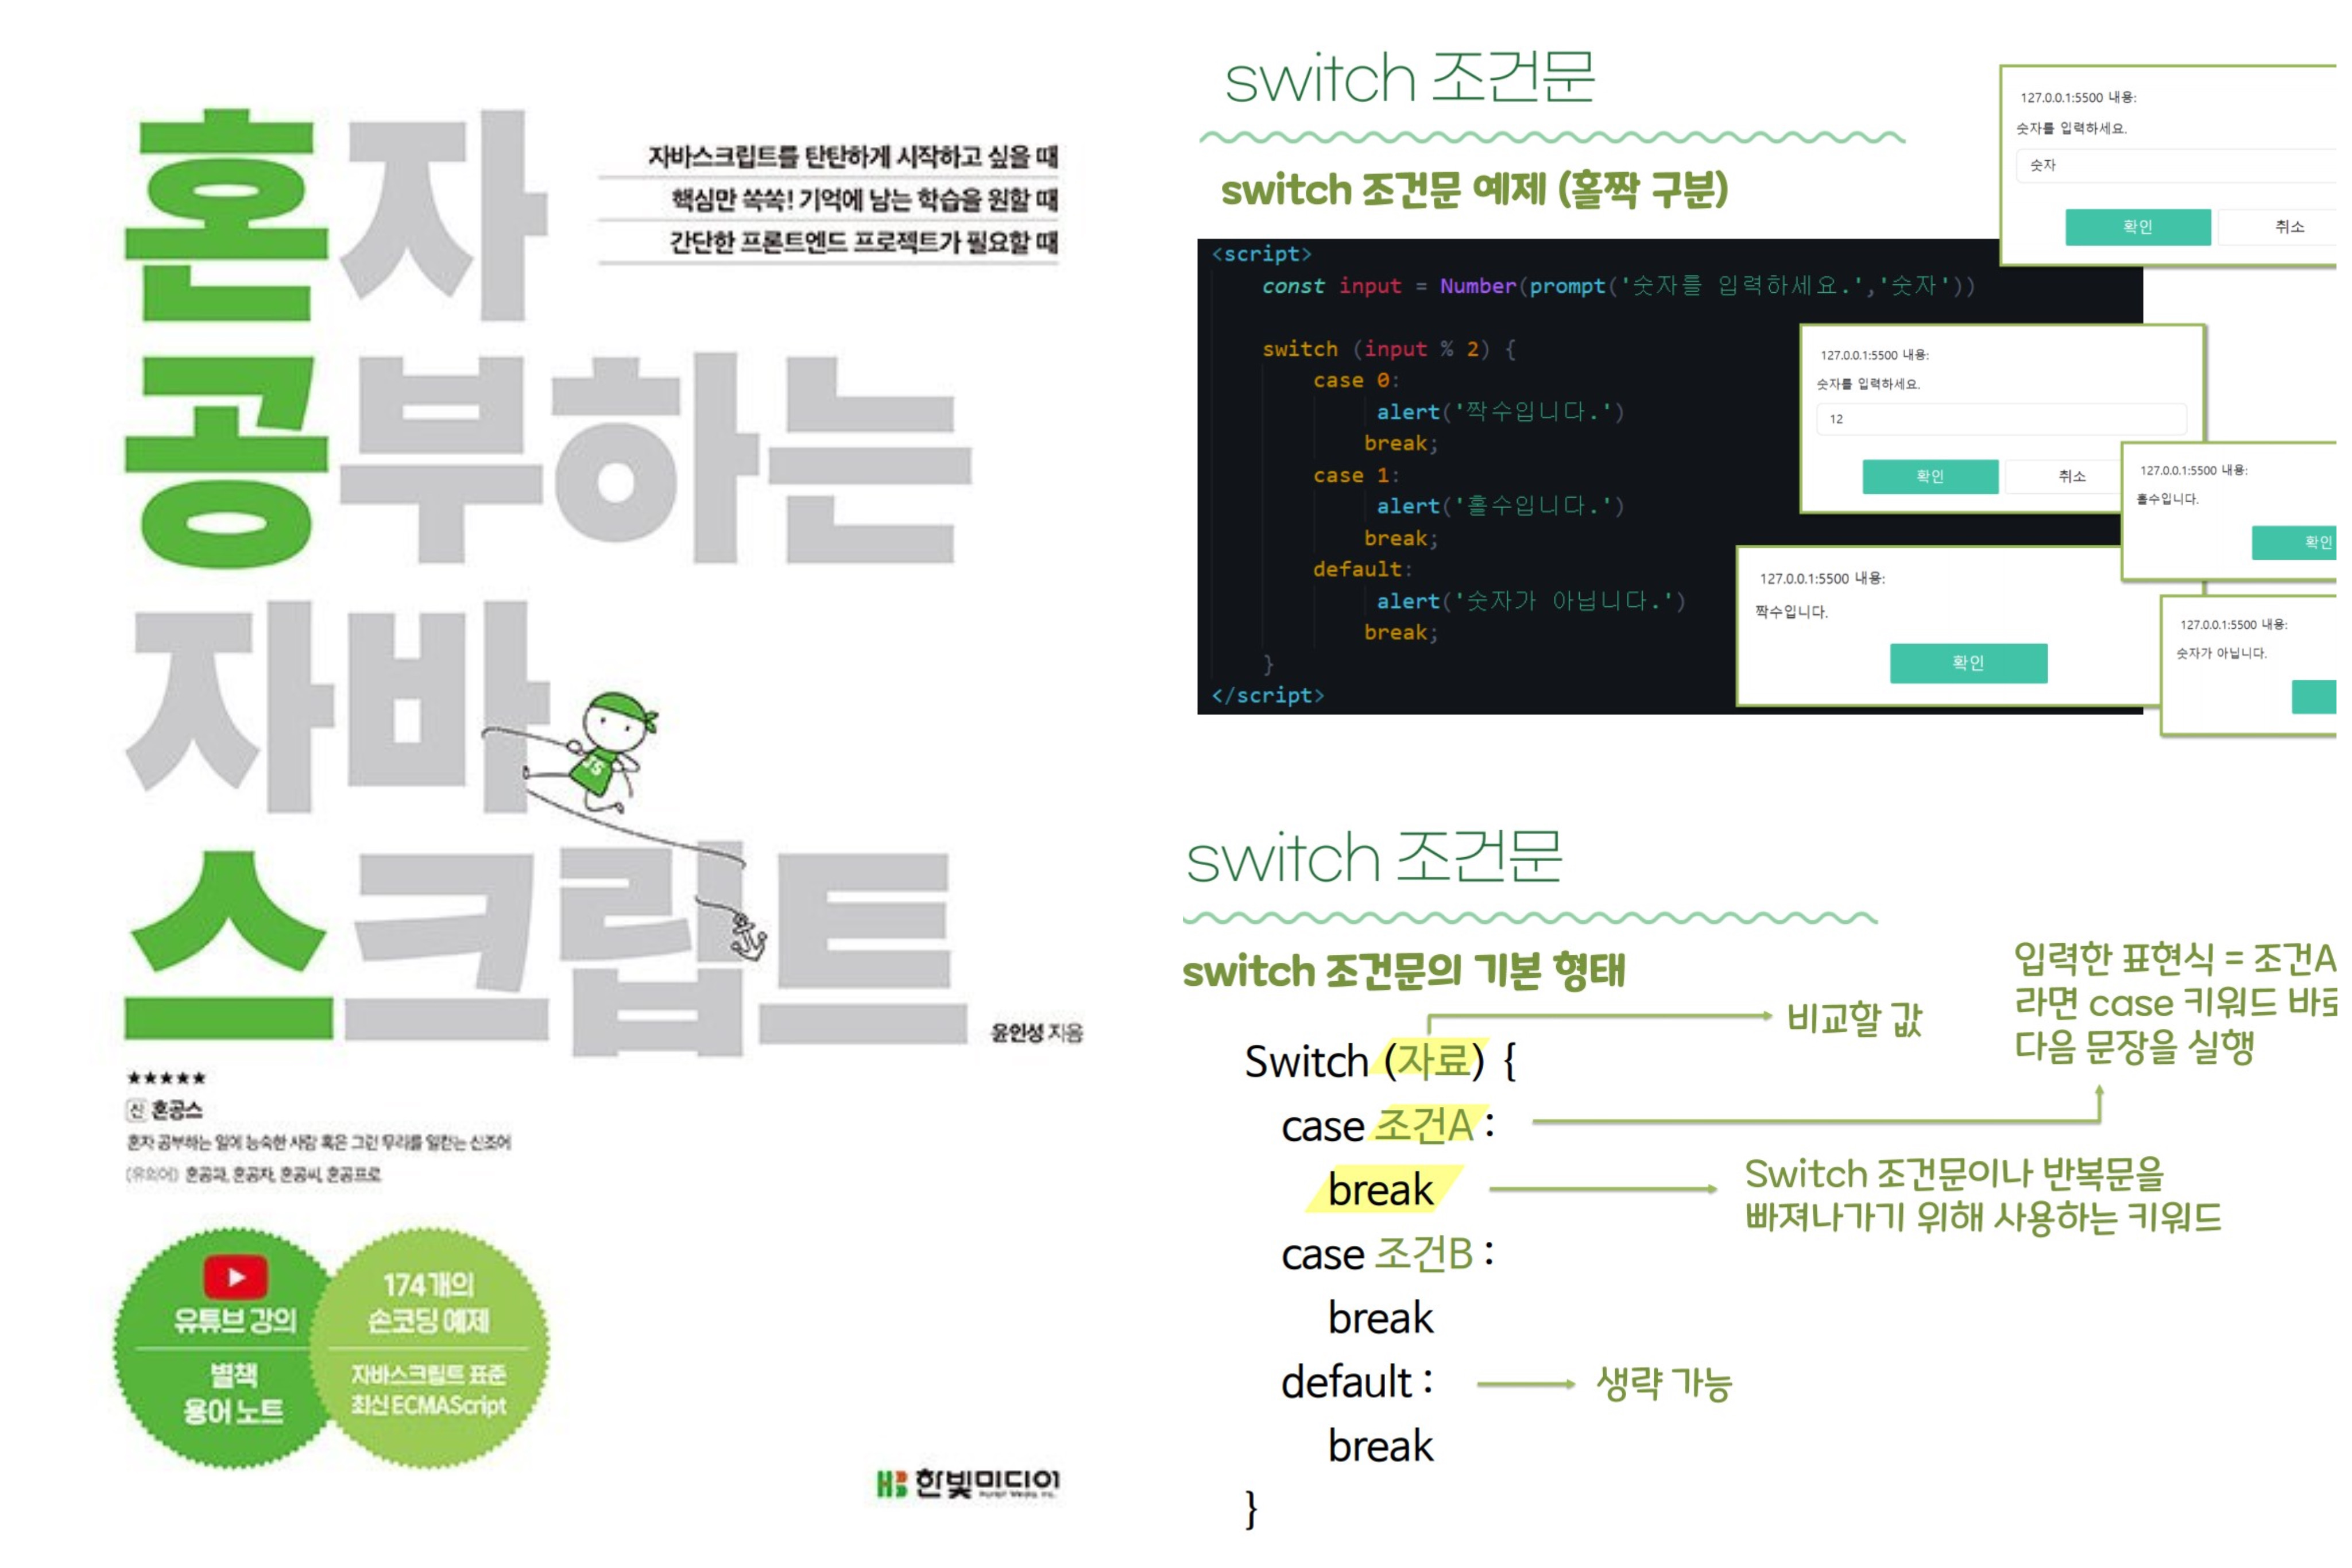 혼자
공부하는
자바
스크립트
자바스크립트를 탄탄하게 시작하고 싶을 때
핵심만 쏙쏙! 기억에 남는 학습을 원할 때
간단한 프론트엔드 프로젝트가 필요할 때
JS
윤인성 지음
★★★★★
신 혼공스
혼자 공부하는 일에 능숙한 사람 혹은 그런 무리를 일컫는 신조어
(유의어) 혼공러, 혼공자, 혼공씨, 혼공프로
유튜브 강의
별책
용어 노트
174개의
손코딩 예제
자바스크립트 표준
최신 ECMAScript
HB 한빛미디어
switch 조건문
switch 조건문 예제 (홀짝 구분)
<script>
const input = Number(prompt('숫자를 입력하세요.','숫자'))
switch (input % 2) {
case 0:
alert('짝수입니다.')
break;
case 1:
alert('홀수입니다.')
break;
default:
alert('숫자가 아닙니다.')
break;
}
</script>
127.0.0.1:5500 내용:
숫자를 입력하세요.
숫자
확인 취소
127.0.0.1:5500 내용:
숫자를 입력하세요.
12
확인 취소
127.0.0.1:5500 내용:
홀수입니다.
확인
127.0.0.1:5500 내용:
짝수입니다.
확인
127.0.0.1:5500 내용:
숫자가 아닙니다.
switch 조건문
switch 조건문의 기본 형태
Switch (자료) {
case 조건A :
break
case 조건B :
break
default :
break
}
비교할 값
입력한 표현식 = 조건A
라면 case 키워드 바로
다음 문장을 실행
Switch 조건문이나 반복문을
빠져나가기 위해 사용하는 키워드
생략 가능